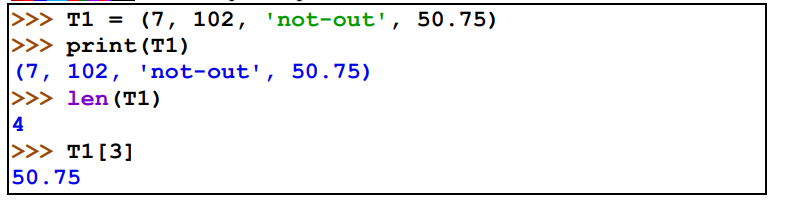 >>> T1 = (7, 102, 'not-out', 50.75)
>>> print(T1)
(7, 102, 'not-out', 50.75)
>>> len(T1)
4
>>> T1[3]
50.75